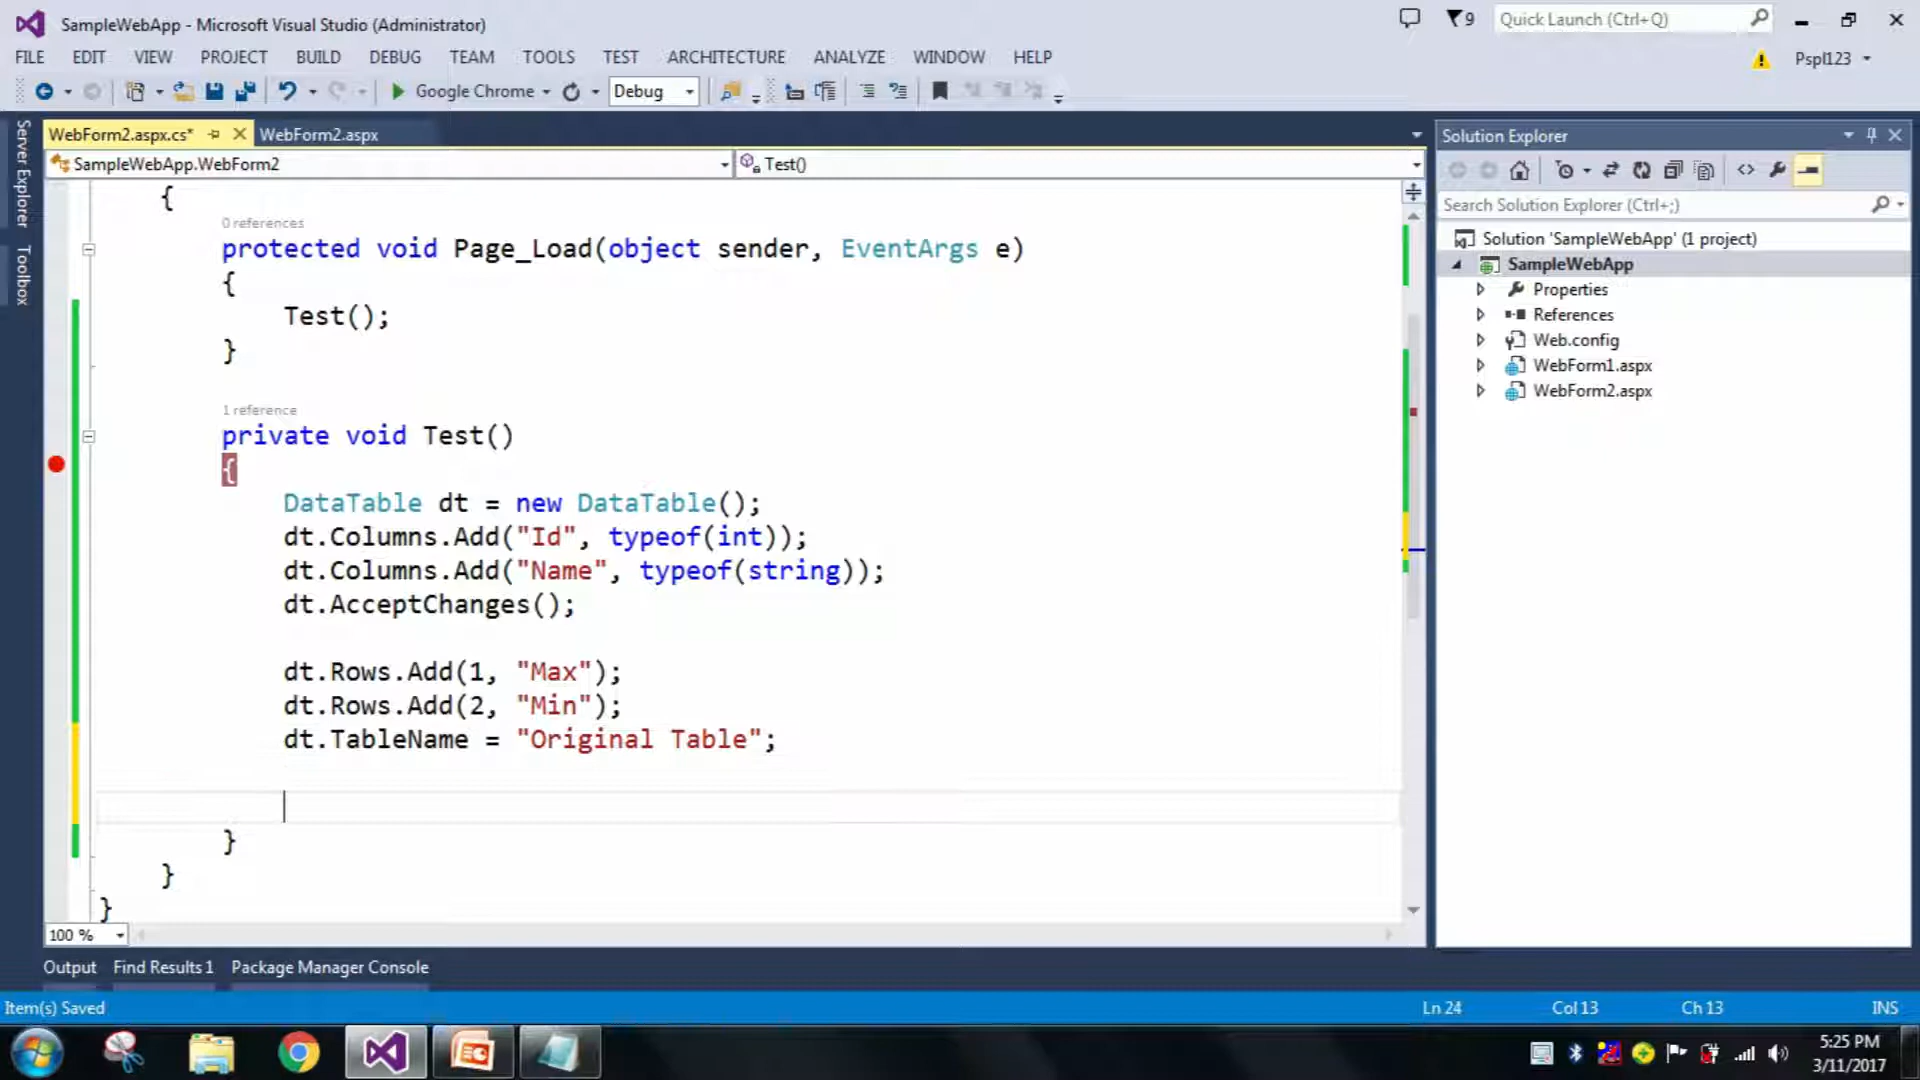 SampleWebApp - Microsoft Visual Studio (Administrator)
9
Quick Launch (Ctrl+Q)
FILE EDIT VIEW PROJECT BUILD DEBUG TEAM TOOLS TEST ARCHITECTURE ANALYZE WINDOW HELP
Pspl123
Google Chrome
Debug
Server Explorer
Toolbox
WebForm2.aspx.cs*
WebForm2.aspx
SampleWebApp.WebForm2
Test()
{
0 references
protected void Page_Load(object sender, EventArgs e)
{
Test();
}
1 reference
private void Test()
{
DataTable dt = new DataTable();
dt.Columns.Add("Id", typeof(int));
dt.Columns.Add("Name", typeof(string));
dt.AcceptChanges();
dt.Rows.Add(1, "Max");
dt.Rows.Add(2, "Min");
dt.TableName = "Original Table";
}
}
}
100 %
Solution Explorer
Search Solution Explorer (Ctrl+;)
Solution 'SampleWebApp' (1 project)
SampleWebApp
Properties
References
Web.config
WebForm1.aspx
WebForm2.aspx
Output Find Results 1 Package Manager Console
Item(s) Saved
Ln 24 Col 13 Ch 13 INS
5:25 PM
3/11/2017